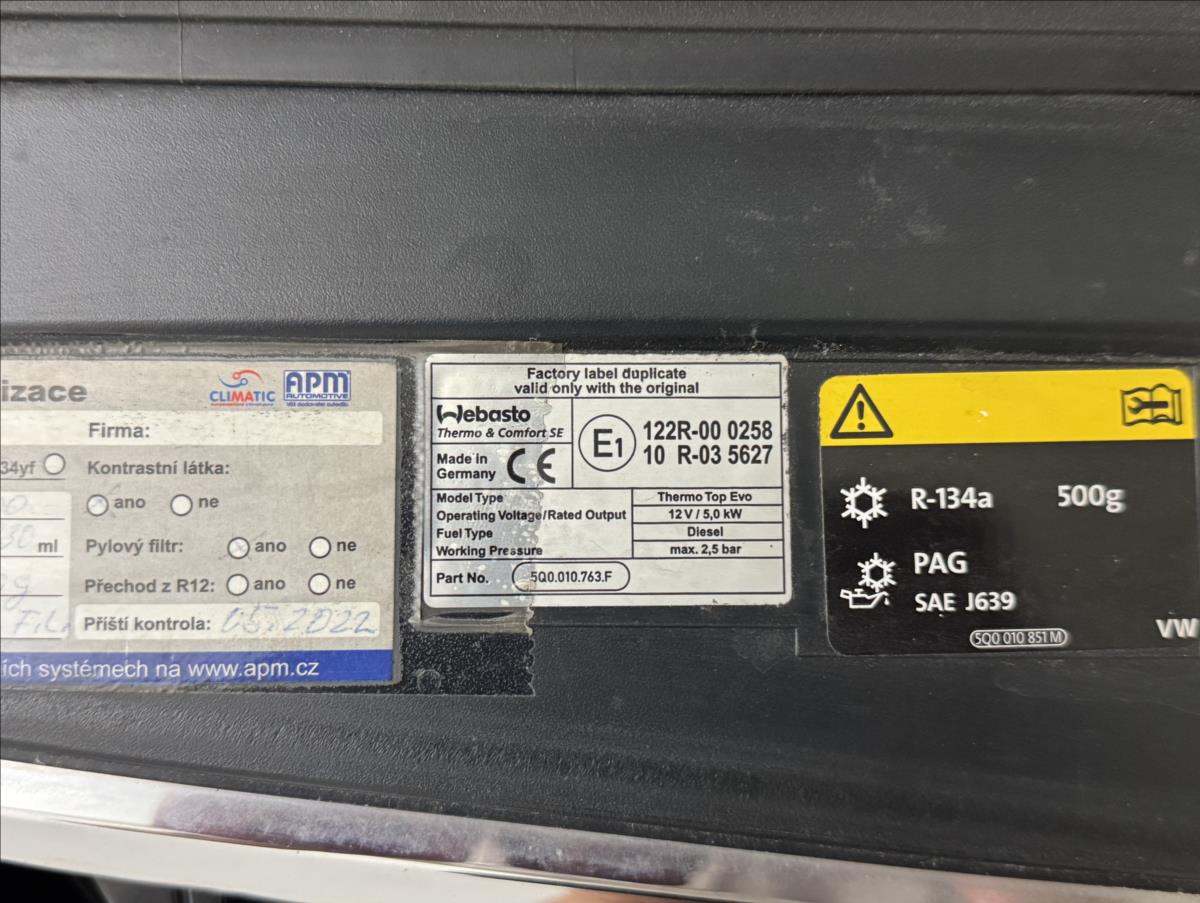 izace
CLIMATIC
APM
AUTOMOTIVE
Firma:
34yf
Kontrastní látka:
ano ne
ml
Pylový filtr: ano ne
Přechod z R12: ano ne
Příští kontrola: 05. 2022
ích systémech na www.apm.cz
Factory label duplicate
valid only with the original
Webasto
Thermo & Comfort SE
Made in
Germany
CE
E1
122R-00 0258
10 R-03 5627
Model Type Thermo Top Evo
Operating Voltage/Rated Output 12 V / 5,0 kW
Fuel Type Diesel
Working Pressure max. 2,5 bar
Part No. 5Q0.010.763.F
R-134a 500g
PAG
SAE J639
5Q0 010 851 M
VW